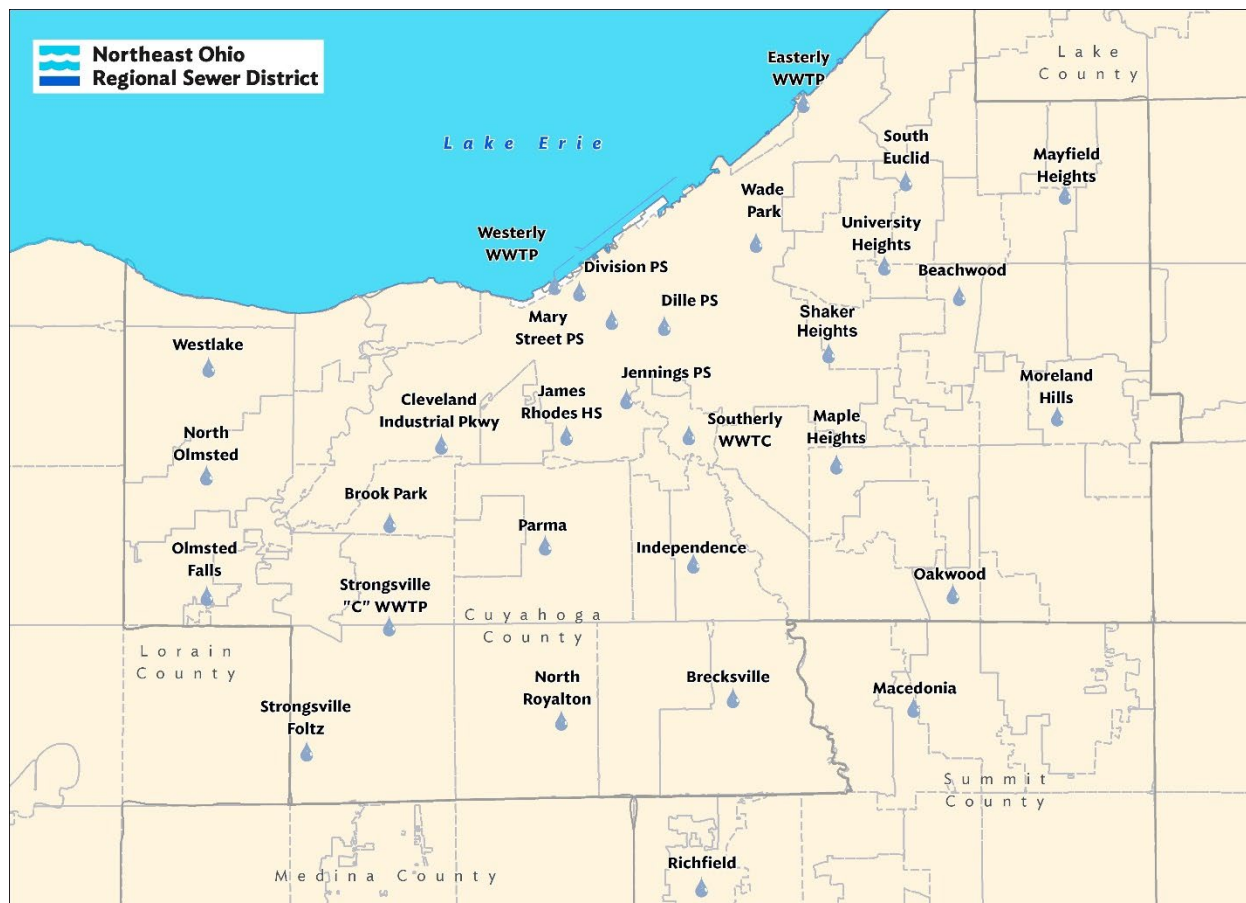 Northeast Ohio
Regional Sewer District
Lake Erie
Easterly
WWTP
Lake
County
South
Euclid
Mayfield
Heights
Wade
Park
University
Heights
Westerly
WWTP
Division PS
Beachwood
Dille PS
Mary
Street PS
Shaker
Heights
Westlake
Jennings PS
Moreland
Hills
Cleveland
Industrial Pkwy
James
Rhodes HS
Southerly
WWTC
Maple
Heights
North
Olmsted
Brook Park
Parma
Independence
Olmsted
Falls
Strongsville
"C" WWTP
Oakwood
Cuyahoga
County
Lorain
County
North
Royalton
Brecksville
Macedonia
Strongsville
Foltz
Summit
County
Richfield
Medina County